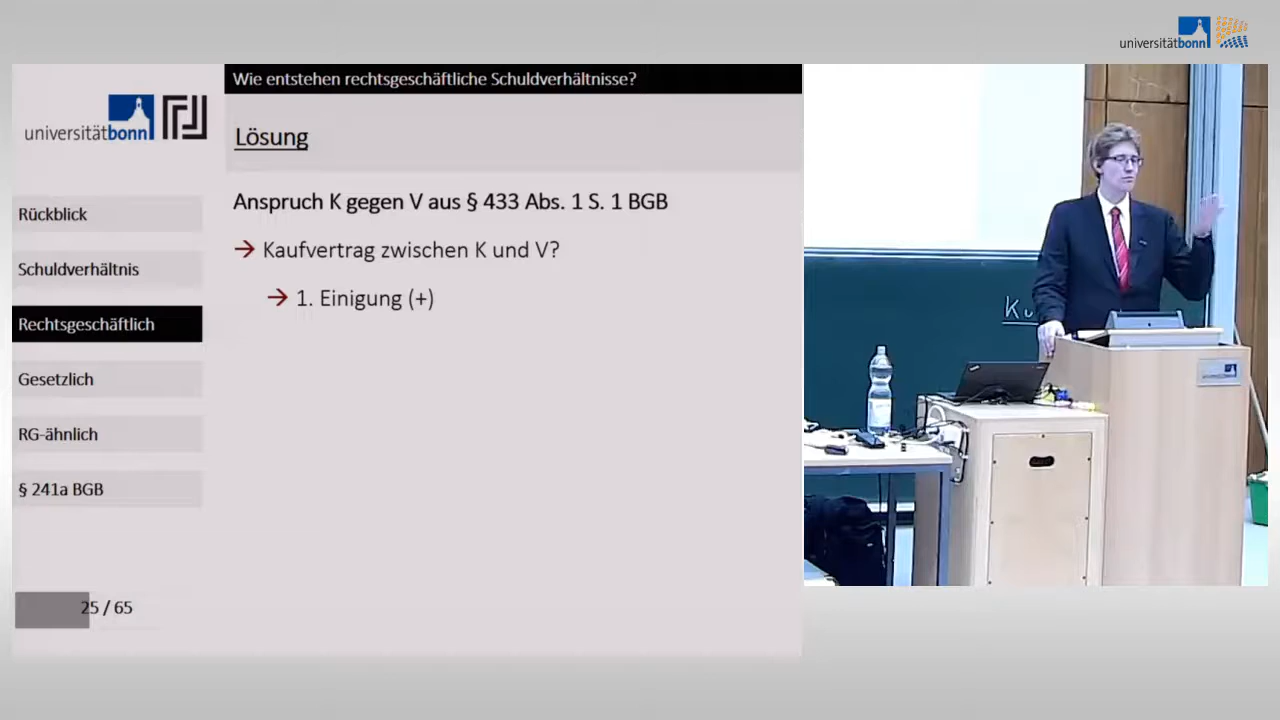 universitätbonn
Wie entstehen rechtsgeschäftliche Schuldverhältnisse?
universitätbonn
Lösung
Anspruch K gegen V aus § 433 Abs. 1 S. 1 BGB
→ Kaufvertrag zwischen K und V?
→ 1. Einigung (+)
Rückblick
Schuldverhältnis
Rechtsgeschäftlich
Gesetzlich
RG-ähnlich
§ 241a BGB
25 / 65